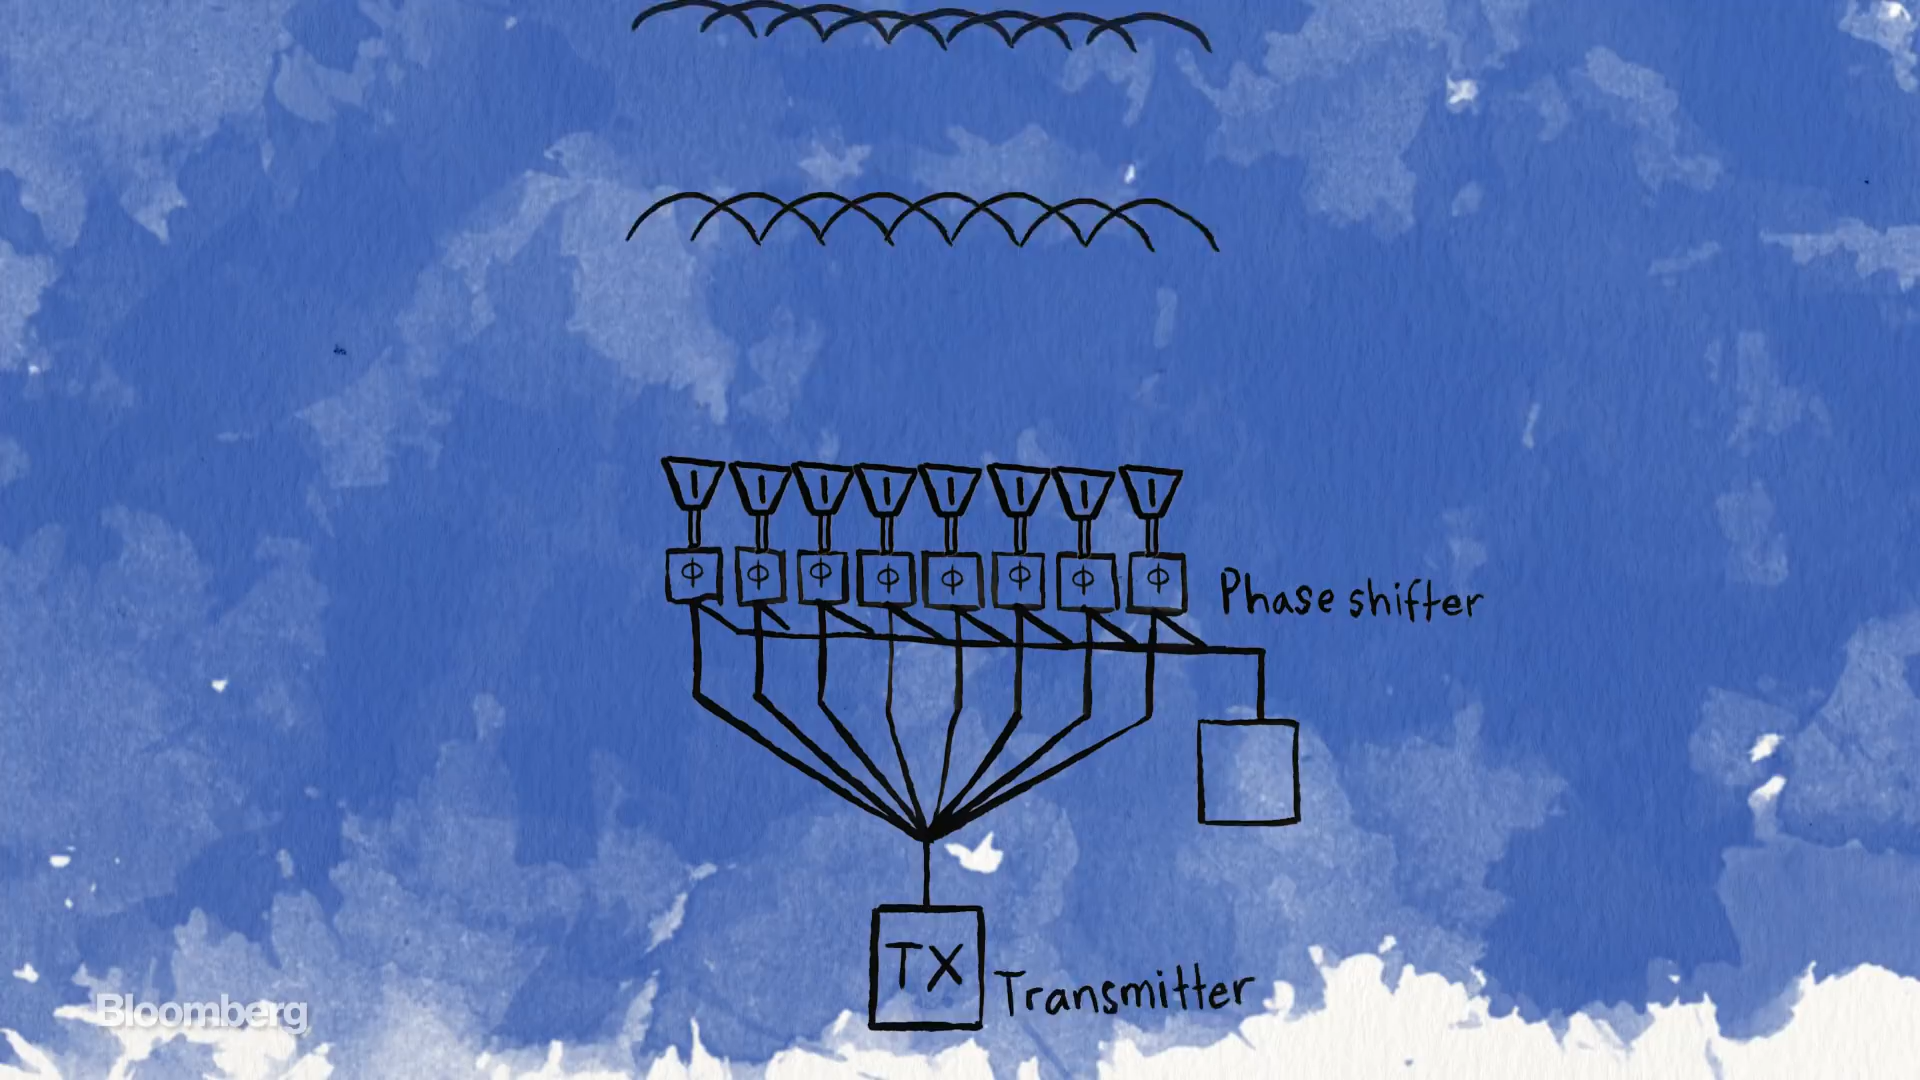 Φ Φ Φ Φ Φ Φ Φ Φ
Phase shifter
TX
Transmitter
Bloomberg